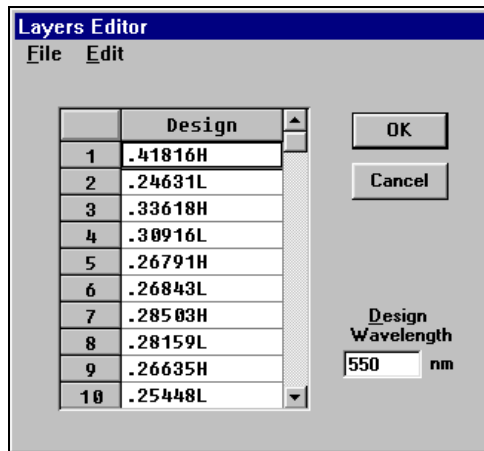 Layers Editor
File Edit
Design
1 .41816H
2 .24631L
3 .33618H
4 .30916L
5 .26791H
6 .26843L
7 .28503H
8 .28159L
9 .26635H
10 .25448L
OK
Cancel
Design
Wavelength
550 nm